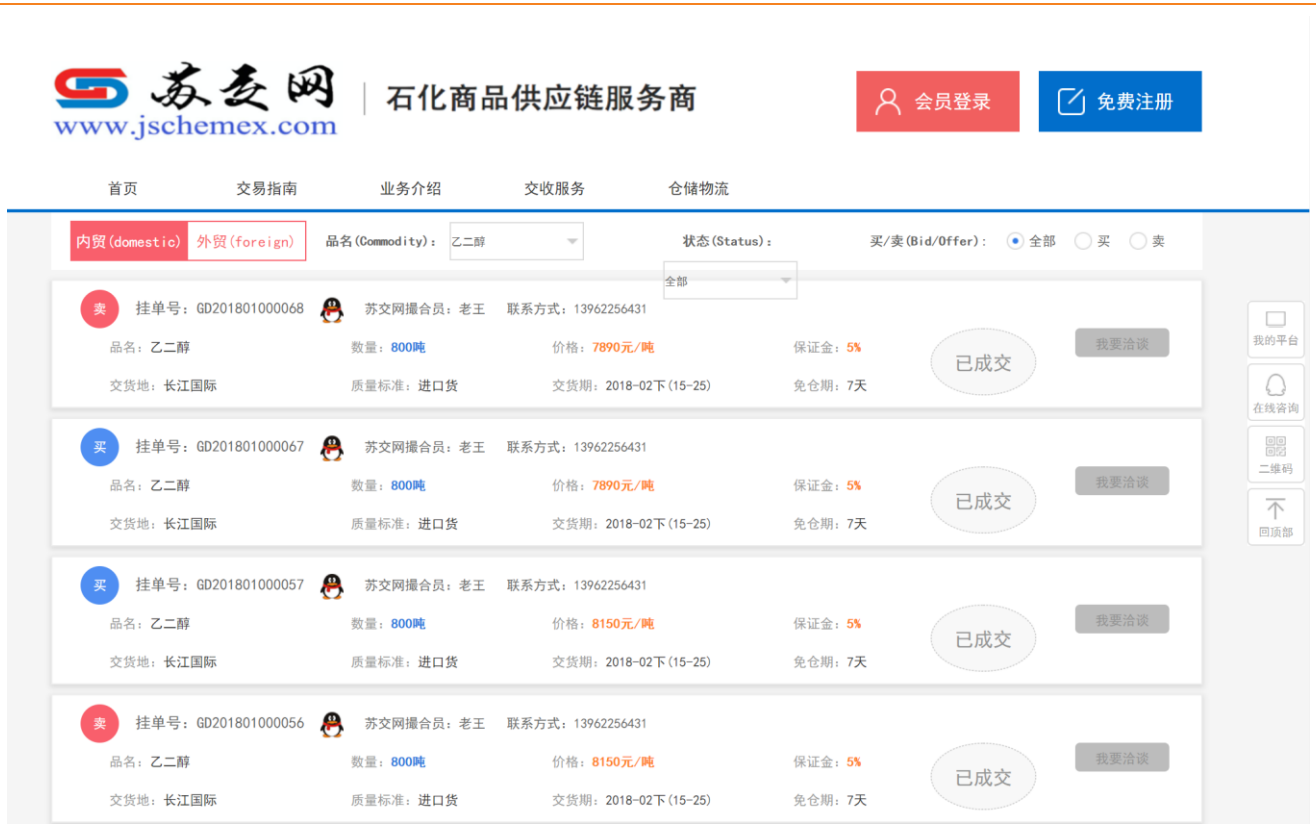 苏交网 石化商品供应链服务商 会员登录 免费注册
www.jschemex.com
首页 交易指南 业务介绍 交收服务 仓储物流
内贸(domestic) 外贸(foreign) 品名(Commodity): 乙二醇 状态(Status): 买/卖(Bid/Offer): 全部 买 卖
全部
卖 挂单号: GD201801000068 苏交网撮合员: 老王 联系方式: 13962256431
品名: 乙二醇 数量: 800吨 价格: 7890元/吨 保证金: 5% 已成交 我要洽谈
交货地: 长江国际 质量标准: 进口货 交货期: 2018-02下(15-25) 免仓期: 7天
买 挂单号: GD201801000067 苏交网撮合员: 老王 联系方式: 13962256431
品名: 乙二醇 数量: 800吨 价格: 7890元/吨 保证金: 5% 已成交 我要洽谈
交货地: 长江国际 质量标准: 进口货 交货期: 2018-02下(15-25) 免仓期: 7天
买 挂单号: GD201801000057 苏交网撮合员: 老王 联系方式: 13962256431
品名: 乙二醇 数量: 800吨 价格: 8150元/吨 保证金: 5% 已成交 我要洽谈
交货地: 长江国际 质量标准: 进口货 交货期: 2018-02下(15-25) 免仓期: 7天
卖 挂单号: GD201801000056 苏交网撮合员: 老王 联系方式: 13962256431
品名: 乙二醇 数量: 800吨 价格: 8150元/吨 保证金: 5% 已成交 我要洽谈
交货地: 长江国际 质量标准: 进口货 交货期: 2018-02下(15-25) 免仓期: 7天
我的平台
在线咨询
二维码
回顶部